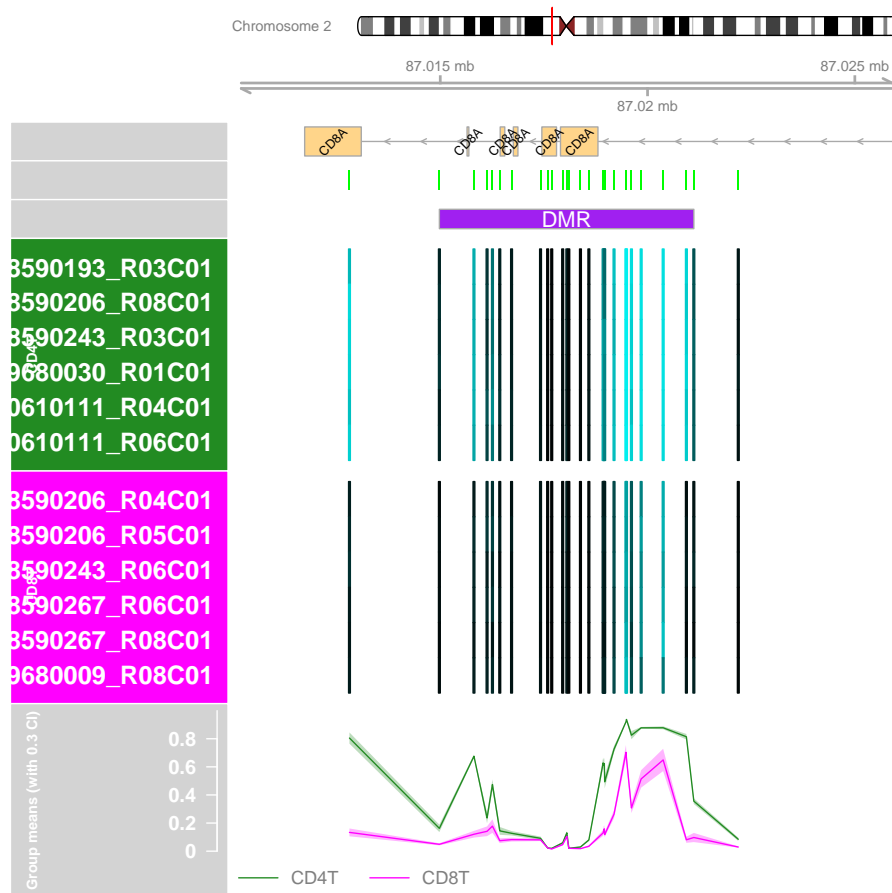 Chromosome 2
87.015 mb
87.025 mb
87.02 mb
CD8A
CD8A
CD8A
CD8A
CD8A
CD8A
DMR
8590193_R03C01
8590206_R08C01
8590243_R03C01
9680030_R01C01
0610111_R04C01
0610111_R06C01
8590206_R04C01
8590206_R05C01
8590243_R06C01
8590267_R06C01
8590267_R08C01
9680009_R08C01
Group means (with 0.3 CI)
0.8
0.6
0.4
0.2
0
CD4T
CD8T